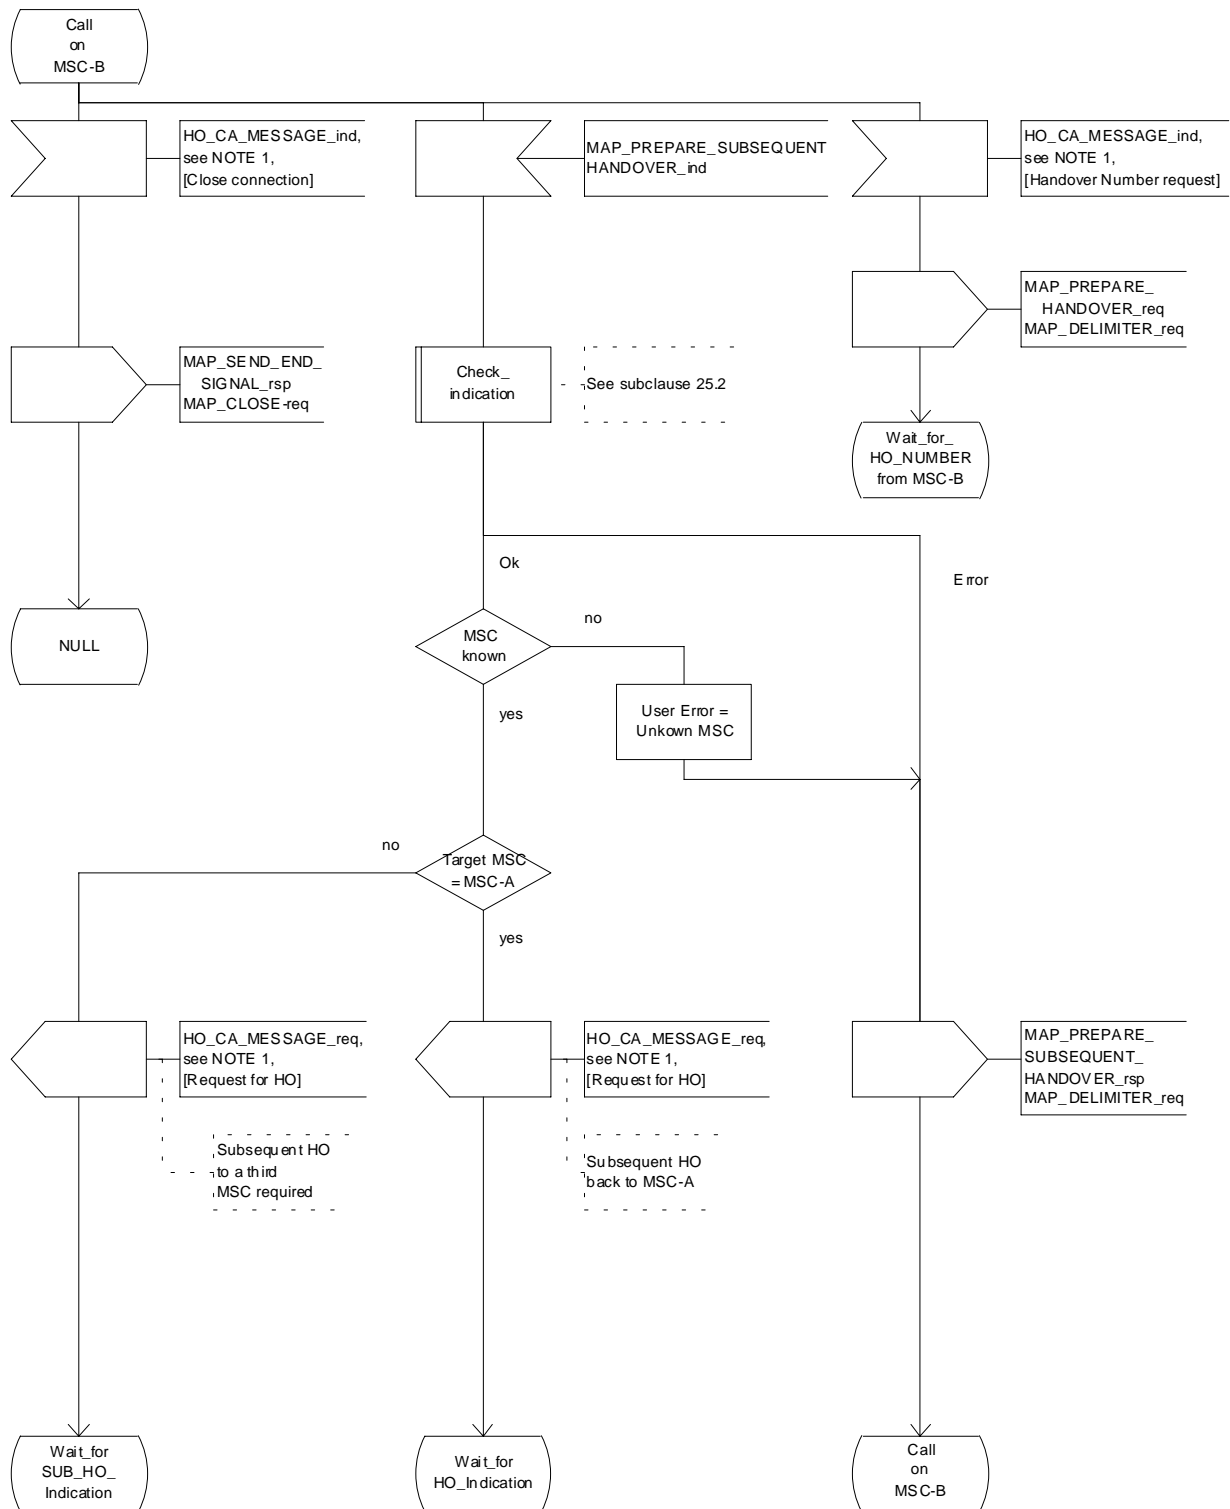 Call
on
MSC-B
HO_CA_MESSAGE_ind,
see NOTE 1,
[Close connection]
MAP_PREPARE_SUBSEQUENT
HANDOVER_ind
HO_CA_MESSAGE_ind,
see NOTE 1,
[Handover Number request]
MAP_PREPARE_
HANDOVER_req
MAP_DELIMITER_req
MAP_SEND_END_
SIGNAL_rsp
MAP_CLOSE-req
Check_
indication
See subclause 25.2
Wait_for_
HO_NUMBER
from MSC-B
Ok
Error
NULL
MSC
known
no
yes
User Error =
Unkown MSC
no
Target MSC
= MSC-A
yes
HO_CA_MESSAGE_req,
see NOTE 1,
[Request for HO]
HO_CA_MESSAGE_req,
see NOTE 1,
[Request for HO]
MAP_PREPARE_
SUBSEQUENT_
HANDOVER_rsp
MAP_DELIMITER_req
Subsequent HO
to a third
MSC required
Subsequent HO
back to MSC-A
Wait_for
SUB_HO_
Indication
Wait_for
HO_Indication
Call
on
MSC-B